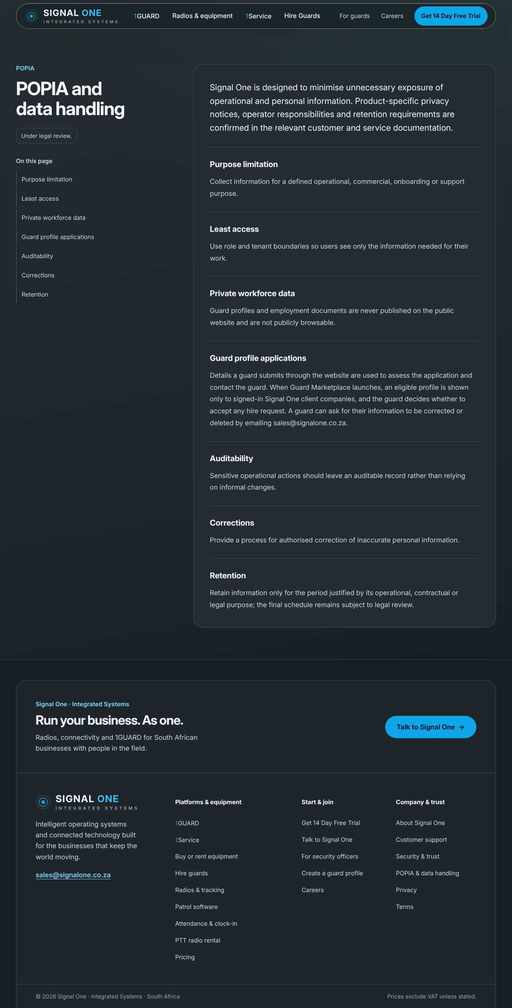 SIGNAL ONE
INTEGRATED SYSTEMS
1GUARD
Radios & equipment
1Service
Hire Guards
For guards
Careers
Get 14 Day Free Trial
POPIA
POPIA and
data handling
Under legal review.
On this page
Purpose limitation
Least access
Private workforce data
Guard profile applications
Auditability
Corrections
Retention
Signal One is designed to minimise unnecessary exposure of
operational and personal information. Product-specific privacy
notices, operator responsibilities and retention requirements are
confirmed in the relevant customer and service documentation.
Purpose limitation
Collect information for a defined operational, commercial, onboarding or support
purpose.
Least access
Use role and tenant boundaries so users see only the information needed for their
work.
Private workforce data
Guard profiles and employment documents are never published on the public
website and are not publicly browsable.
Guard profile applications
Details a guard submits through the website are used to assess the application and
contact the guard. When Guard Marketplace launches, an eligible profile is shown
only to signed-in Signal One client companies, and the guard decides whether to
accept any hire request. A guard can ask for their information to be corrected or
deleted by emailing sales@signalone.co.za.
Auditability
Sensitive operational actions should leave an auditable record rather than relying
on informal changes.
Corrections
Provide a process for authorised correction of inaccurate personal information.
Retention
Retain information only for the period justified by its operational, contractual or
legal purpose; the final schedule remains subject to legal review.
Signal One · Integrated Systems
Run your business. As one.
Radios, connectivity and 1GUARD for South African
businesses with people in the field.
Talk to Signal One →
SIGNAL ONE
INTEGRATED SYSTEMS
Intelligent operating systems
and connected technology built
for the businesses that keep the
world moving.
sales@signalone.co.za
Platforms & equipment
1GUARD
1Service
Buy or rent equipment
Hire guards
Radios & tracking
Patrol software
Attendance & clock-in
PTT radio rental
Pricing
Start & join
Get 14 Day Free Trial
Talk to Signal One
For security officers
Create a guard profile
Careers
Company & trust
About Signal One
Customer support
Security & trust
POPIA & data handling
Privacy
Terms
© 2026 Signal One · Integrated Systems · South Africa
Prices exclude VAT unless stated.